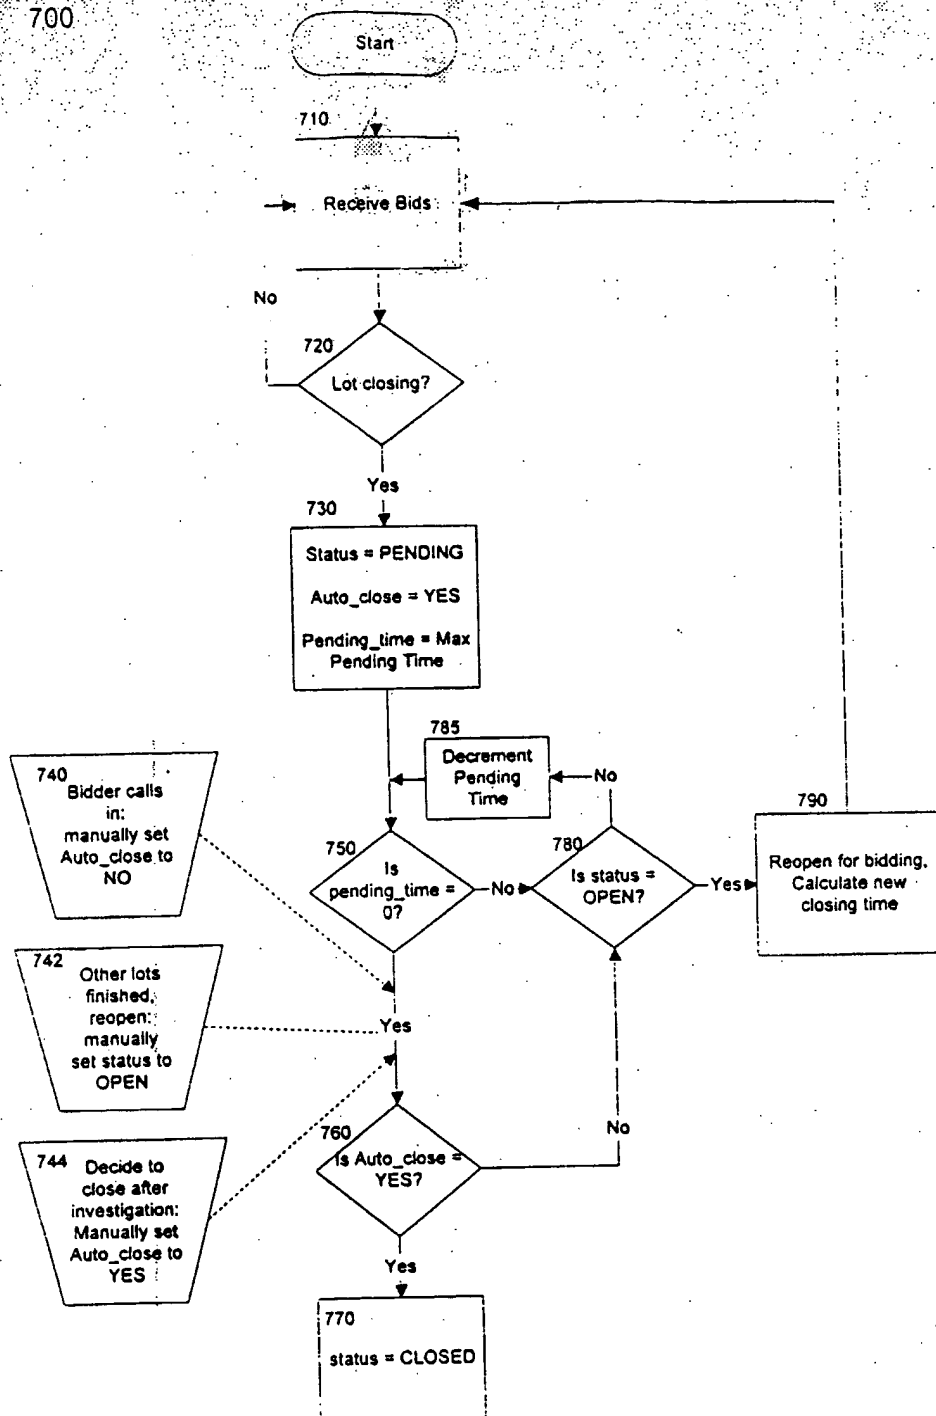 700
Start
710
Receive Bids
No
720
Lot closing?
Yes
730
Status = PENDING
Auto_close = YES
Pending_time = Max
Pending Time
785
Decrement
Pending
Time
No
740
Bidder calls
in:
manually set
Auto_close to
NO
750
Is
pending_time =
0?
No
780
Is status =
OPEN?
Yes
790
Reopen for bidding,
Calculate new
closing time
742
Other lots
finished,
reopen:
manually
set status to
OPEN
Yes
744
Decide to
close after
investigation:
Manually set
Auto_close to
YES
760
Is Auto_close =
YES?
No
Yes
770
status = CLOSED